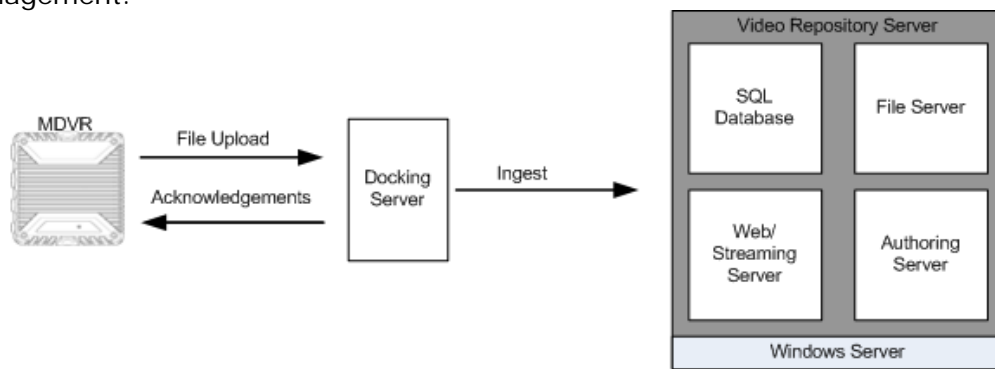 Video Repository Server
SQL
Database
File Server
MDVR
File Upload
Acknowledgements
Docking
Server
Ingest
Web/
Streaming
Server
Authoring
Server
Windows Server